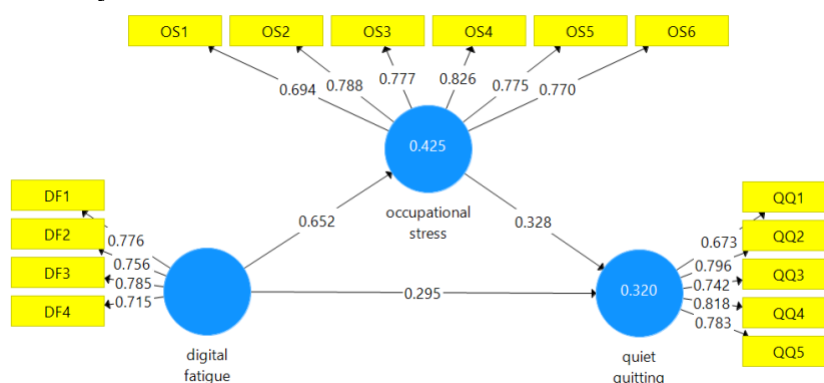 OS1 OS2 OS3 OS4 OS5 OS6
0.694 0.788 0.777 0.826 0.775 0.770
0.425
occupational
stress
DF1
DF2
DF3
DF4
0.776
0.756
0.785
0.715
digital
fatigue
0.652
0.328
0.295
0.320
quiet
quitting
0.673
0.796
0.742
0.818
0.783
QQ1
QQ2
QQ3
QQ4
QQ5